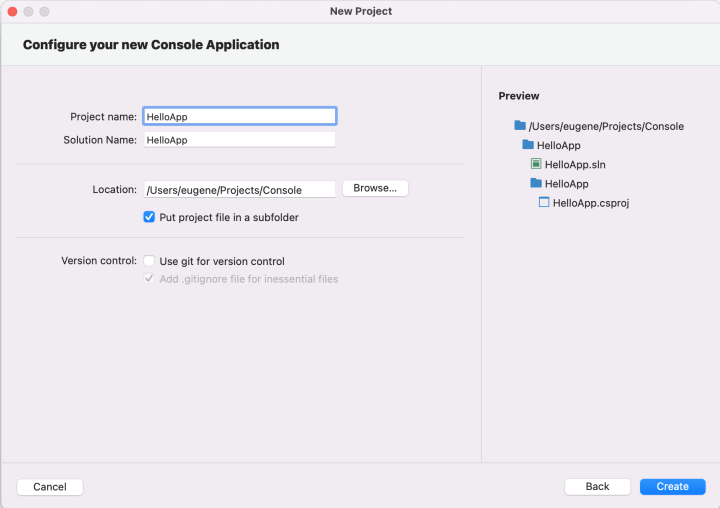 New Project
Configure your new Console Application
Project name: HelloApp
Solution Name: HelloApp
Location: /Users/eugene/Projects/Console Browse...
Put project file in a subfolder
Version control: Use git for version control
Add .gitignore file for inessential files
Preview
/Users/eugene/Projects/Console
HelloApp
HelloApp.sln
HelloApp
HelloApp.csproj
Cancel
Back
Create